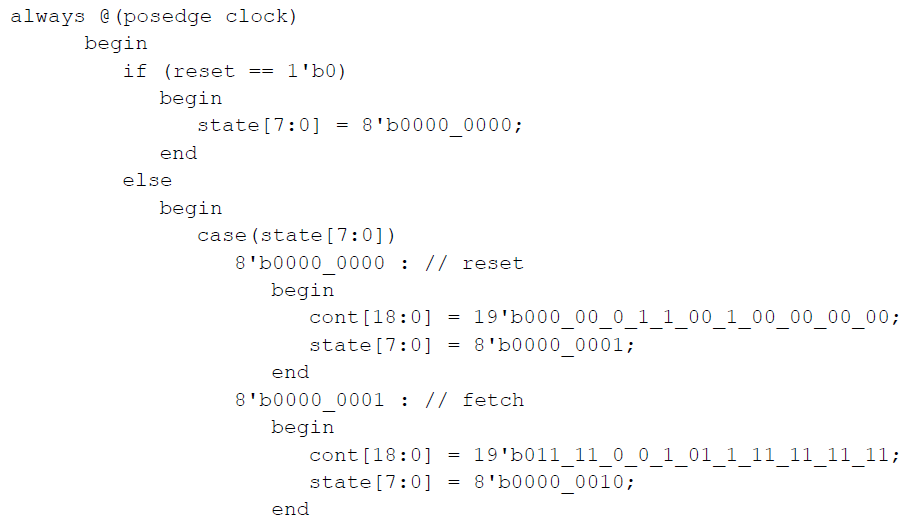 always @(posedge clock)
begin
if (reset == 1'b0)
begin
state[7:0] = 8'b0000_0000;
end
else
begin
case(state[7:0])
8'b0000_0000 : // reset
begin
cont[18:0] = 19'b000_00_0_1_1_00_1_00_00_00_00;
state[7:0] = 8'b0000_0001;
end
8'b0000_0001 : // fetch
begin
cont[18:0] = 19'b011_11_0_0_1_01_1_11_11_11_11;
state[7:0] = 8'b0000_0010;
end